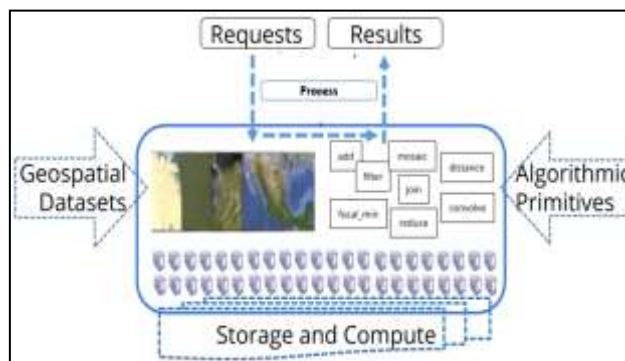 Requests
Results
Process
Geospatial
Datasets
add
mosaic
distance
filter
join
focal_min
reduce
convolve
Algorithmic
Primitives
Storage and Compute